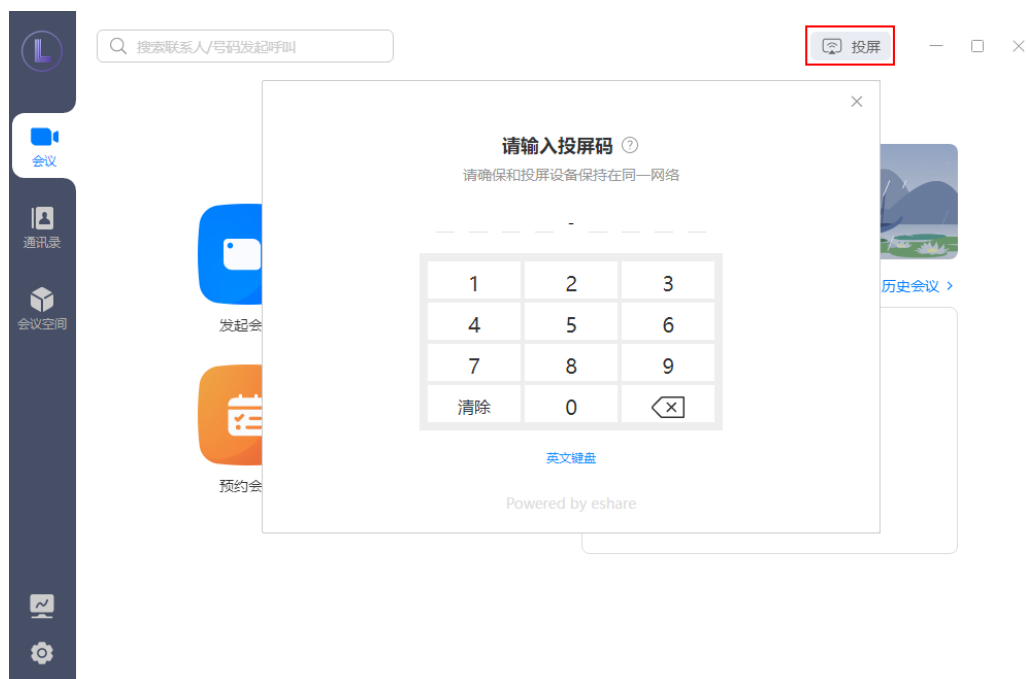 L
搜索联系人/号码发起呼叫
投屏
会议
通讯录
会议空间
请输入投屏码 ?
请确保和投屏设备保持在同一网络
-
1 2 3
4 5 6
7 8 9
清除 0
英文键盘
Powered by eshare
发起会
预约会
历史会议 >